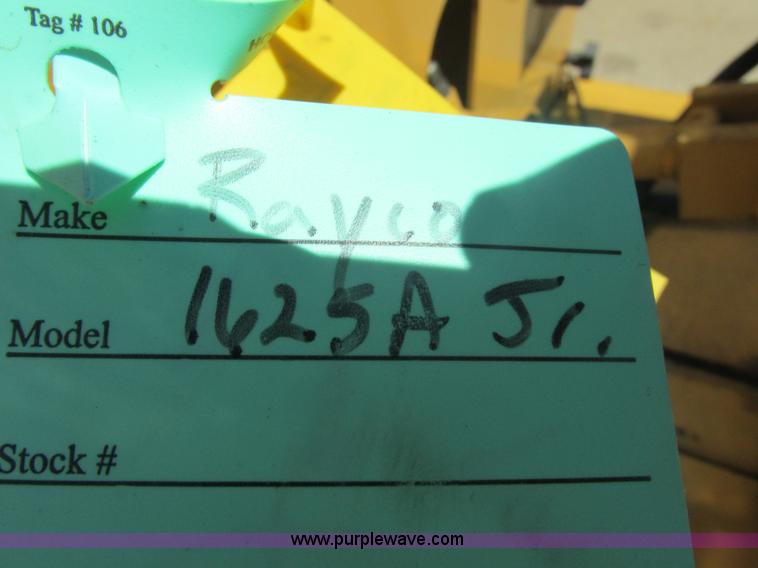 Tag # 106
Make Rayco
Model 1625A Jr.
Stock #
www.purplewave.com